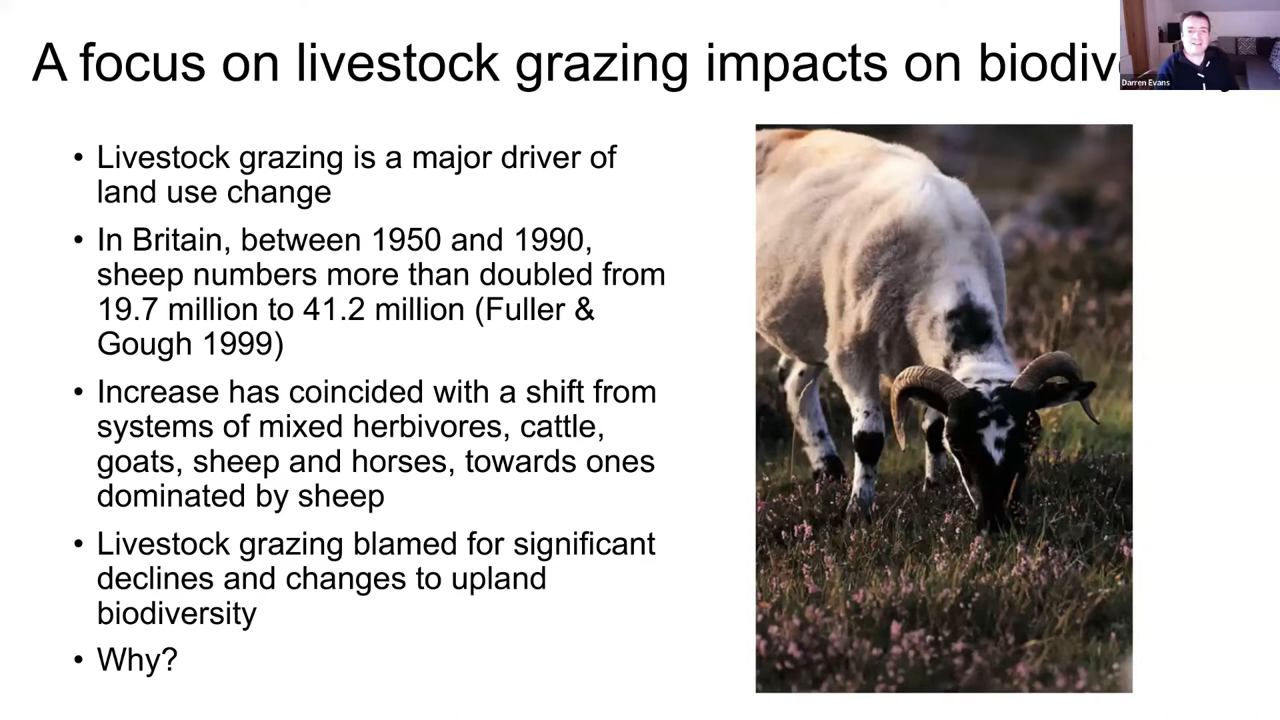 A focus on livestock grazing impacts on
Darren Evans
• Livestock grazing is a major driver of
land use change
• In Britain, between 1950 and 1990,
sheep numbers more than doubled from
19.7 million to 41.2 million (Fuller &
Gough 1999)
• Increase has coincided with a shift from
systems of mixed herbivores, cattle,
goats, sheep and horses, towards ones
dominated by sheep
• Livestock grazing blamed for significant
declines and changes to upland
biodiversity
• Why?